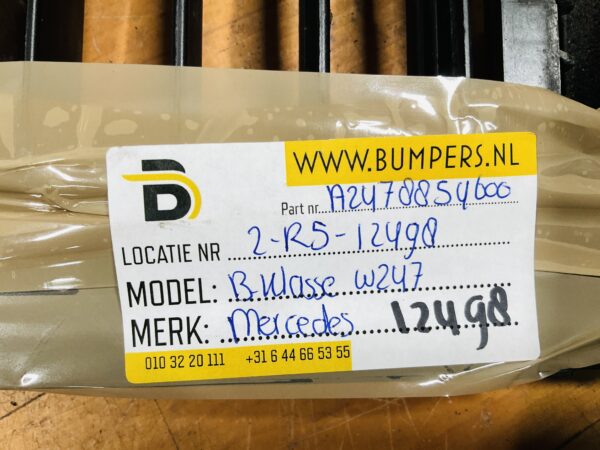 WWW.BUMPERS.NL
B
Part nr. A2478854600
LOCATIE NR 2-R5-12498
MODEL: B-Klasse W247
MERK: Mercedes 12498
010 32 20 111 +31 6 44 66 53 55